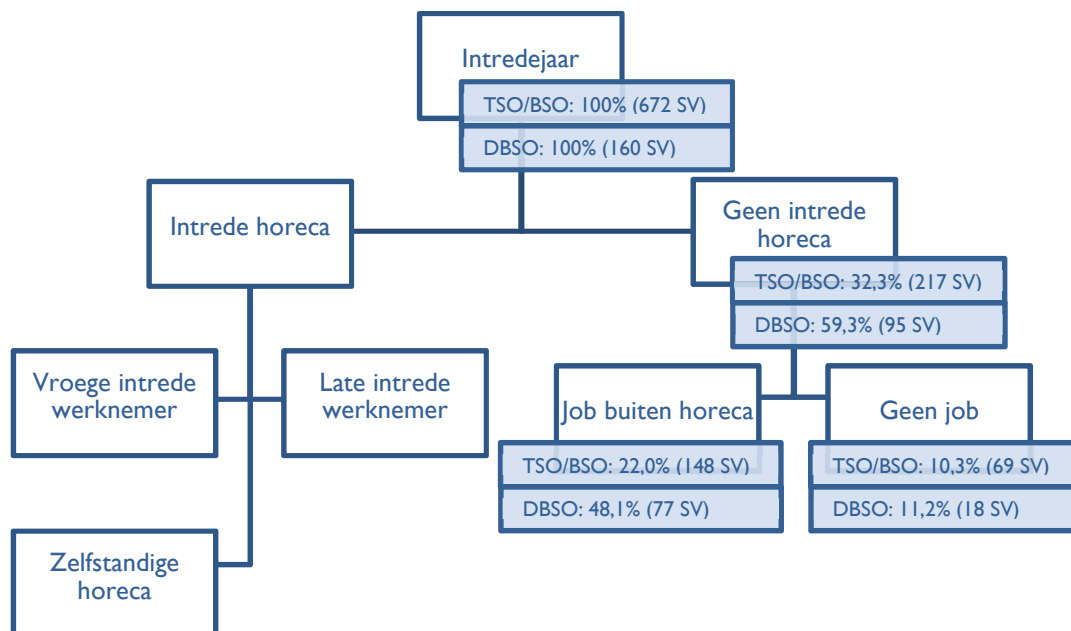 Intredejaar
TSO/BSO: 100% (672 SV)
DBSO: 100% (160 SV)
Intrede horeca
Geen intrede
horeca
TSO/BSO: 32,3% (217 SV)
DBSO: 59,3% (95 SV)
Vroege intrede
werknemer
Late intrede
werknemer
Job buiten horeca
TSO/BSO: 22,0% (148 SV)
DBSO: 48,1% (77 SV)
Geen job
TSO/BSO: 10,3% (69 SV)
DBSO: 11,2% (18 SV)
Zelfstandige
horeca